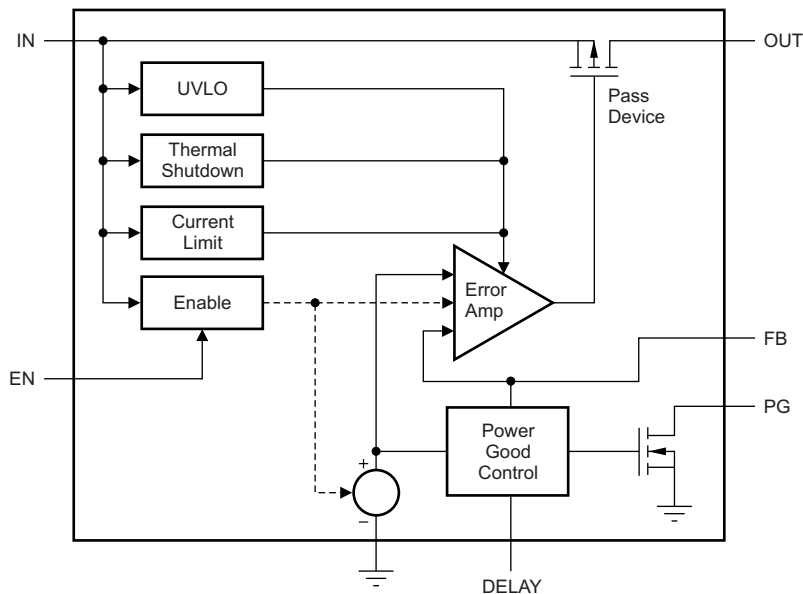 IN
OUT
UVLO
Pass
Device
Thermal
Shutdown
Current
Limit
Enable
Error
Amp
FB
EN
PG
Power
Good
Control
+
−
DELAY